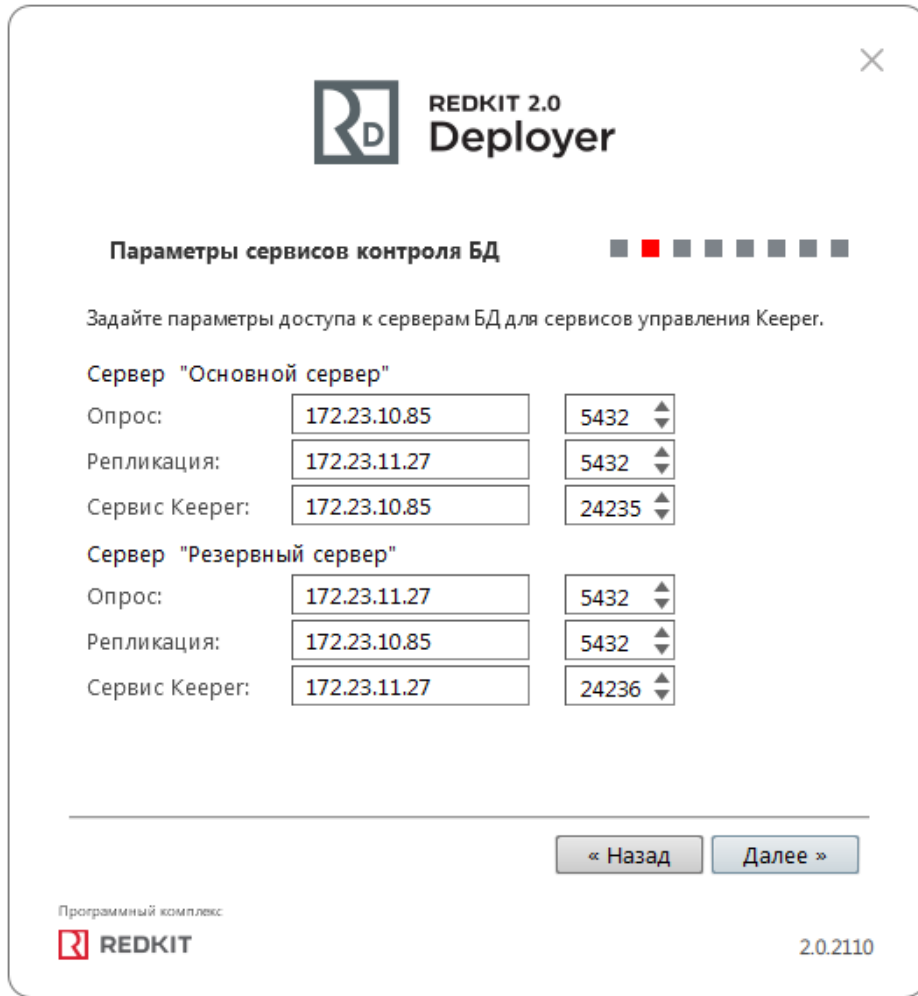 REDKIT 2.0
Deployer
Параметры сервисов контроля БД
Задайте параметры доступа к серверам БД для сервисов управления Keeper.
Сервер "Основной сервер"
Опрос: 172.23.10.85 5432
Репликация: 172.23.11.27 5432
Сервис Keeper: 172.23.10.85 24235
Сервер "Резервный сервер"
Опрос: 172.23.11.27 5432
Репликация: 172.23.10.85 5432
Сервис Keeper: 172.23.11.27 24236
« Назад Далее »
Программный комплекс
REDKIT 2.0.2110